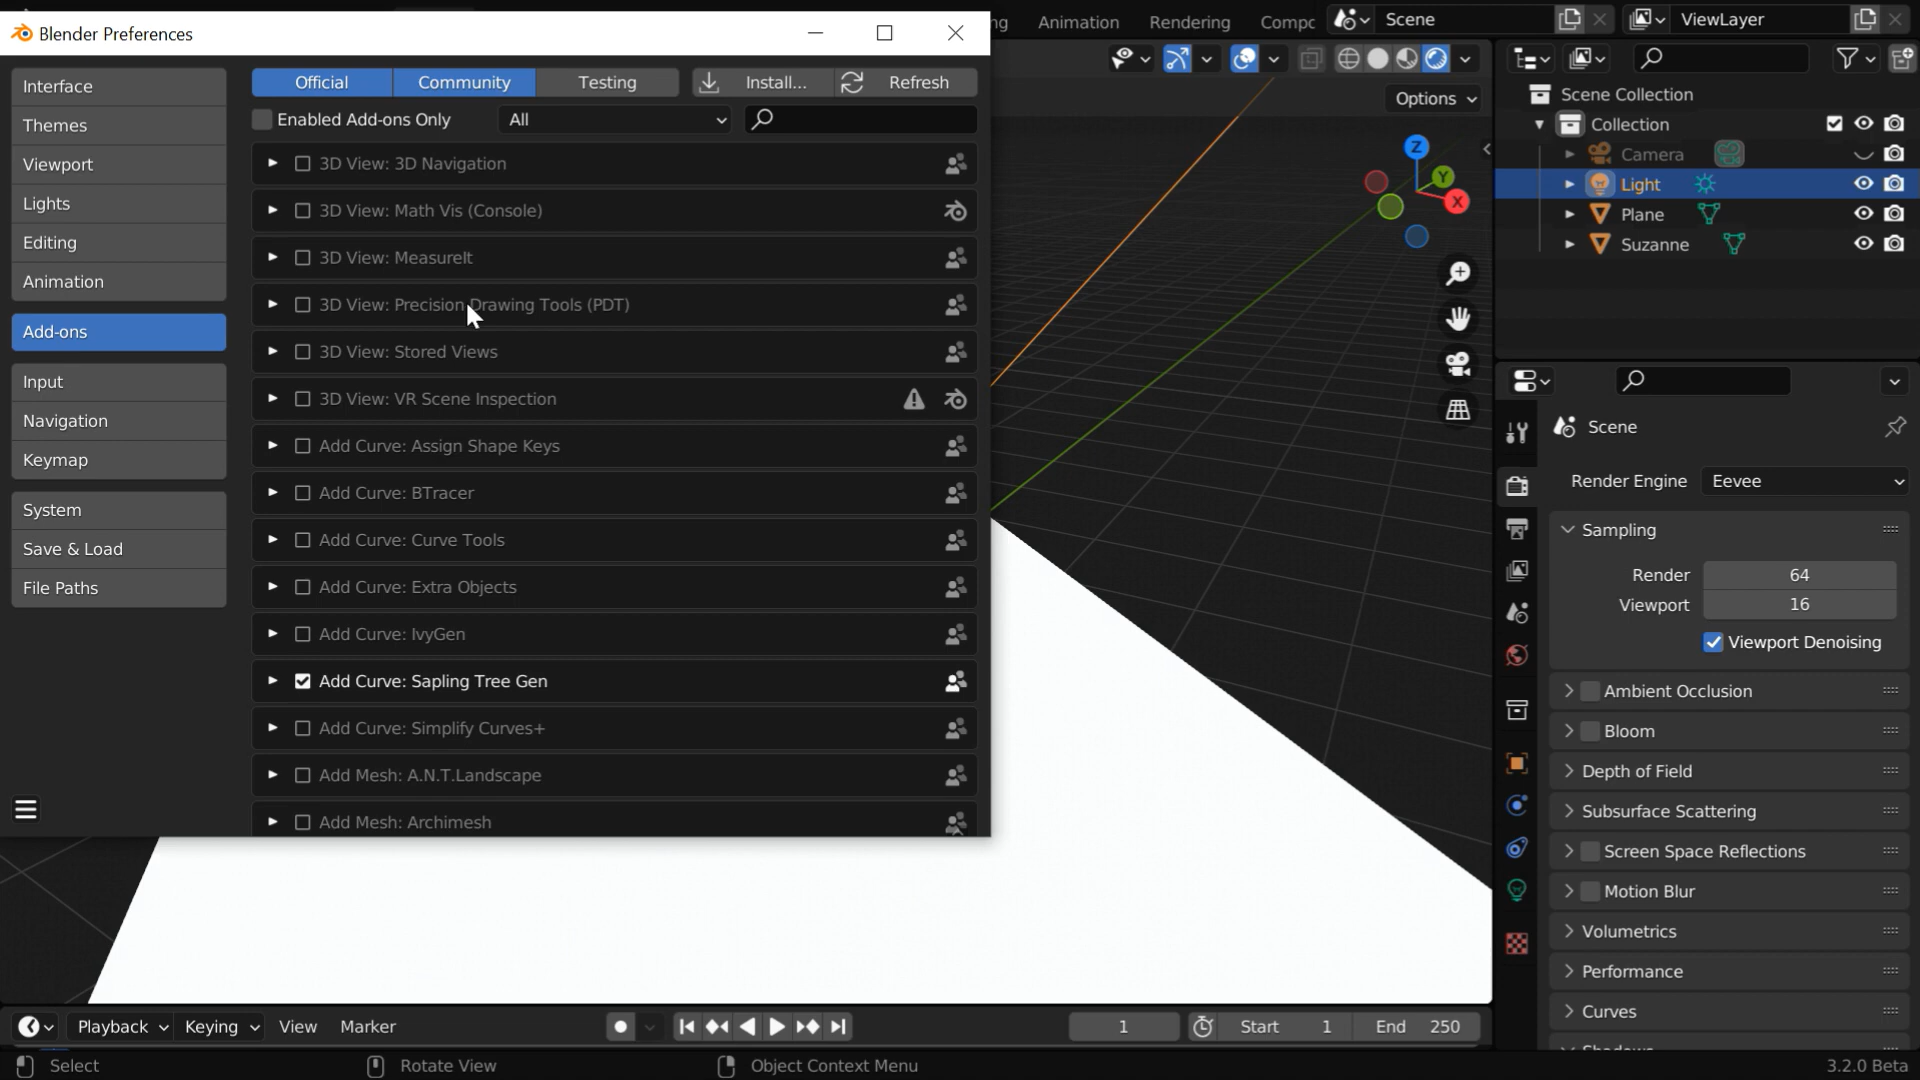 Blender Preferences
Interface
Themes
Viewport
Lights
Editing
Animation
Add-ons
Input
Navigation
Keymap
System
Save & Load
File Paths
Official Community Testing Install... Refresh
Enabled Add-ons Only All
3D View: 3D Navigation
3D View: Math Vis (Console)
3D View: MeasureIt
3D View: Precision Drawing Tools (PDT)
3D View: Stored Views
3D View: VR Scene Inspection
Add Curve: Assign Shape Keys
Add Curve: BTracer
Add Curve: Curve Tools
Add Curve: Extra Objects
Add Curve: IvyGen
Add Curve: Sapling Tree Gen
Add Curve: Simplify Curves+
Add Mesh: A.N.T.Landscape
Add Mesh: Archimesh
Animation Rendering Scene ViewLayer
Options
Z
Y
X
Scene Collection
Collection
Camera
Light
Plane
Suzanne
Scene
Render Engine Eevee
Sampling
Render 64
Viewport 16
Viewport Denoising
Ambient Occlusion
Bloom
Depth of Field
Subsurface Scattering
Screen Space Reflections
Motion Blur
Volumetrics
Performance
Curves
Playback Keying View Marker 1 Start 1 End 250
Select Rotate View Object Context Menu 3.2.0 Beta